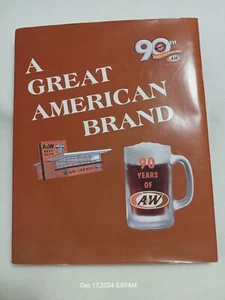 90TH
A
GREAT
AMERICAN
BRAND
A&W
90
YEARS
OF
A&W
Dec 17,2024 8:07AM